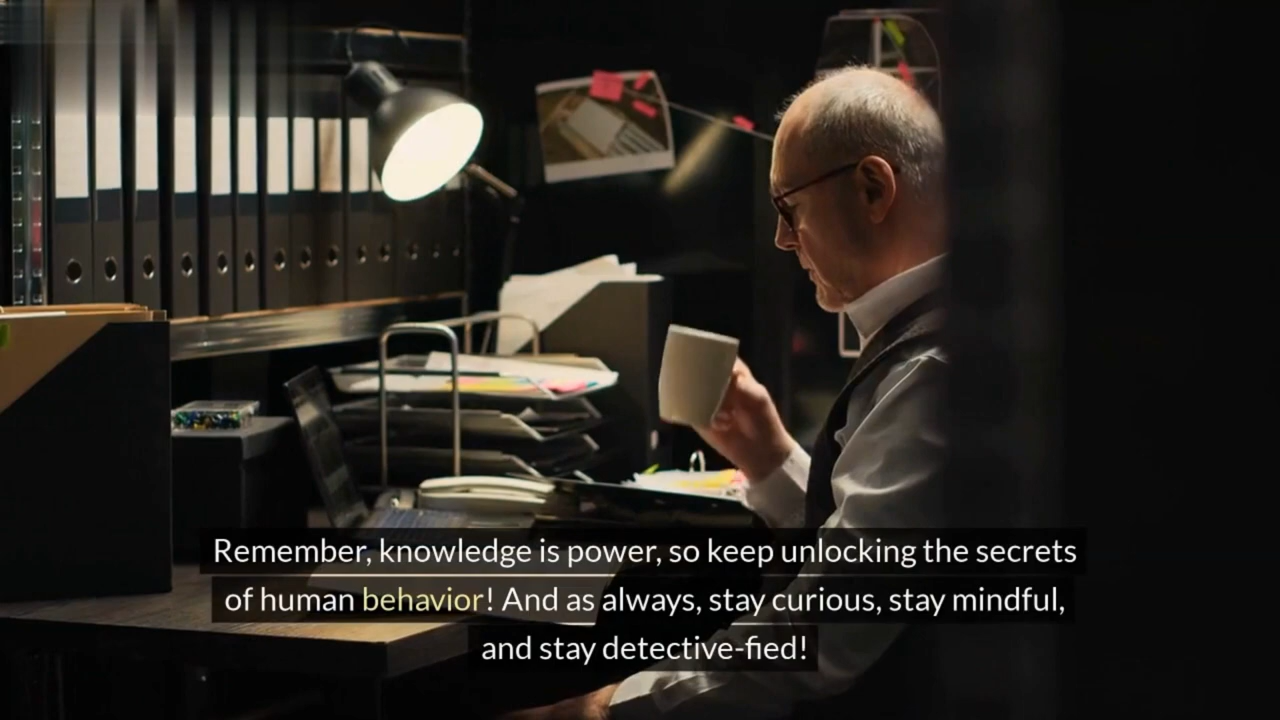 Remember, knowledge is power, so keep unlocking the secrets
of human behavior! And as always, stay curious, stay mindful,
and stay detective-fied!